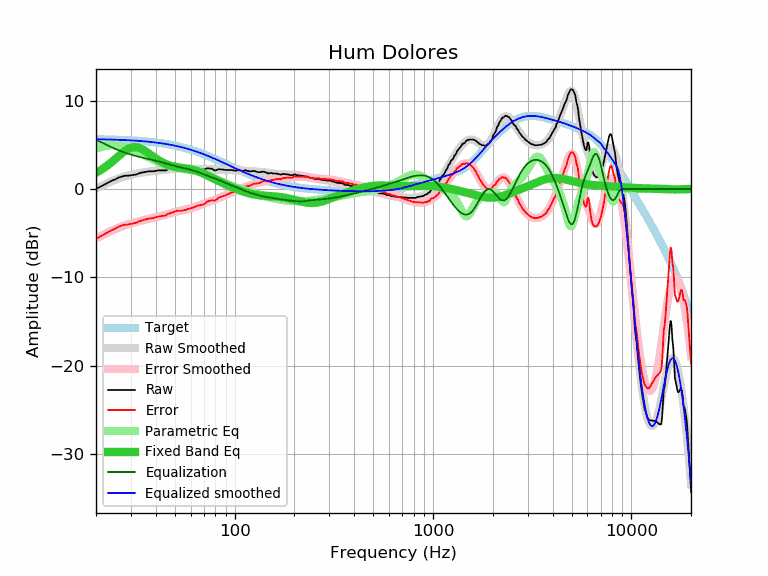 Hum Dolores
Amplitude (dBr)
10
0
−10
−20
−30
Target
Raw Smoothed
Error Smoothed
Raw
Error
Parametric Eq
Fixed Band Eq
Equalization
Equalized smoothed
100 1000 10000
Frequency (Hz)